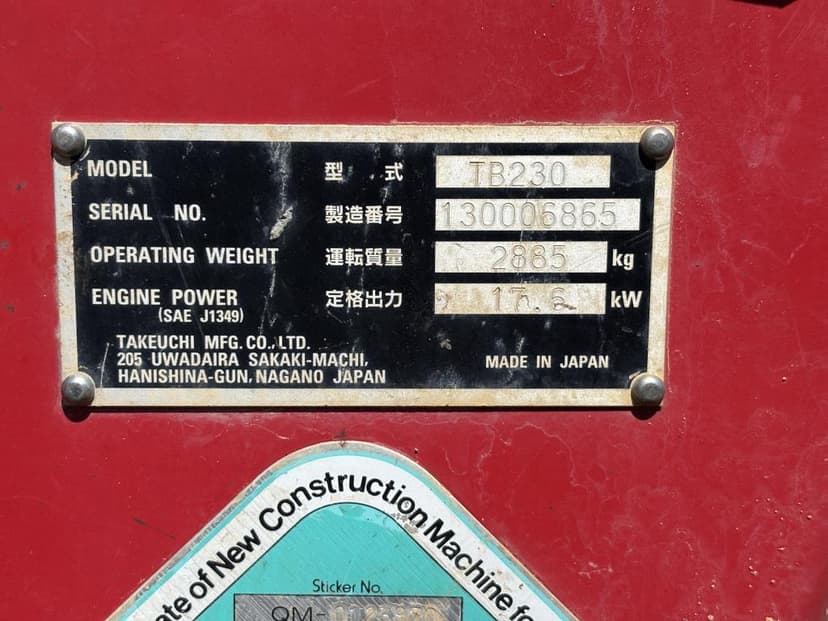 MODEL 型 式 TB230
SERIAL NO. 製造番号 130006865
OPERATING WEIGHT 運転質量 2885 kg
ENGINE POWER 定格出力 17.6 kW
(SAE J1349)
TAKEUCHI MFG. CO., LTD.
205 UWADAIRA SAKAKI-MACHI,
HANISHINA-GUN, NAGANO JAPAN
MADE IN JAPAN
of New Construction Machine
Sticker No.
QM-